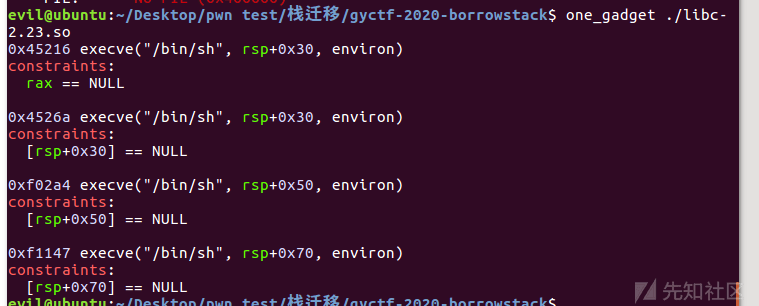 evil@ubuntu:~/Desktop/pwn test/栈迁移/gyctf-2020-borrowstack$ one_gadget ./libc-
2.23.so
0x45216 execve("/bin/sh", rsp+0x30, environ)
constraints:
  rax == NULL
0x4526a execve("/bin/sh", rsp+0x30, environ)
constraints:
  [rsp+0x30] == NULL
0xf02a4 execve("/bin/sh", rsp+0x50, environ)
constraints:
  [rsp+0x50] == NULL
0xf1147 execve("/bin/sh", rsp+0x70, environ)
constraints:
  [rsp+0x70] == NULL
evil@ubuntu:~/Desktop/pwn test/栈迁移/gyctf-2020-borrowstack$
先知社区